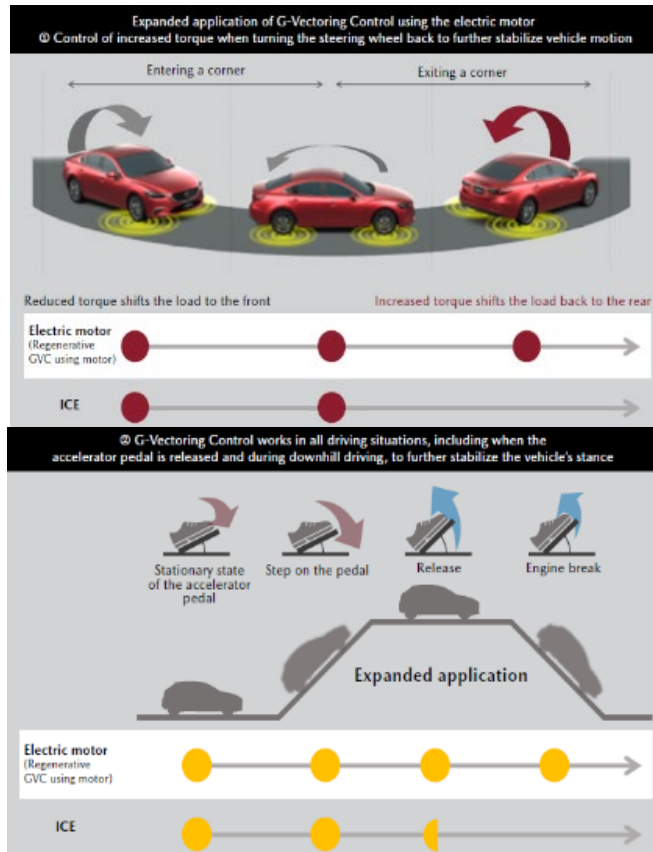 Expanded application of G-Vectoring Control using the electric motor
① Control of increased torque when turning the steering wheel back to further stabilize vehicle motion
Entering a corner
Exiting a corner
Reduced torque shifts the load to the front
Increased torque shifts the load back to the rear
Electric motor
(Regenerative
GVC using motor)
ICE
② G-Vectoring Control works in all driving situations, including when the
accelerator pedal is released and during downhill driving, to further stabilize the vehicle's stance
Stationary state
of the accelerator
pedal
Step on the pedal
Release
Engine break
Expanded application
Electric motor
(Regenerative
GVC using motor)
ICE